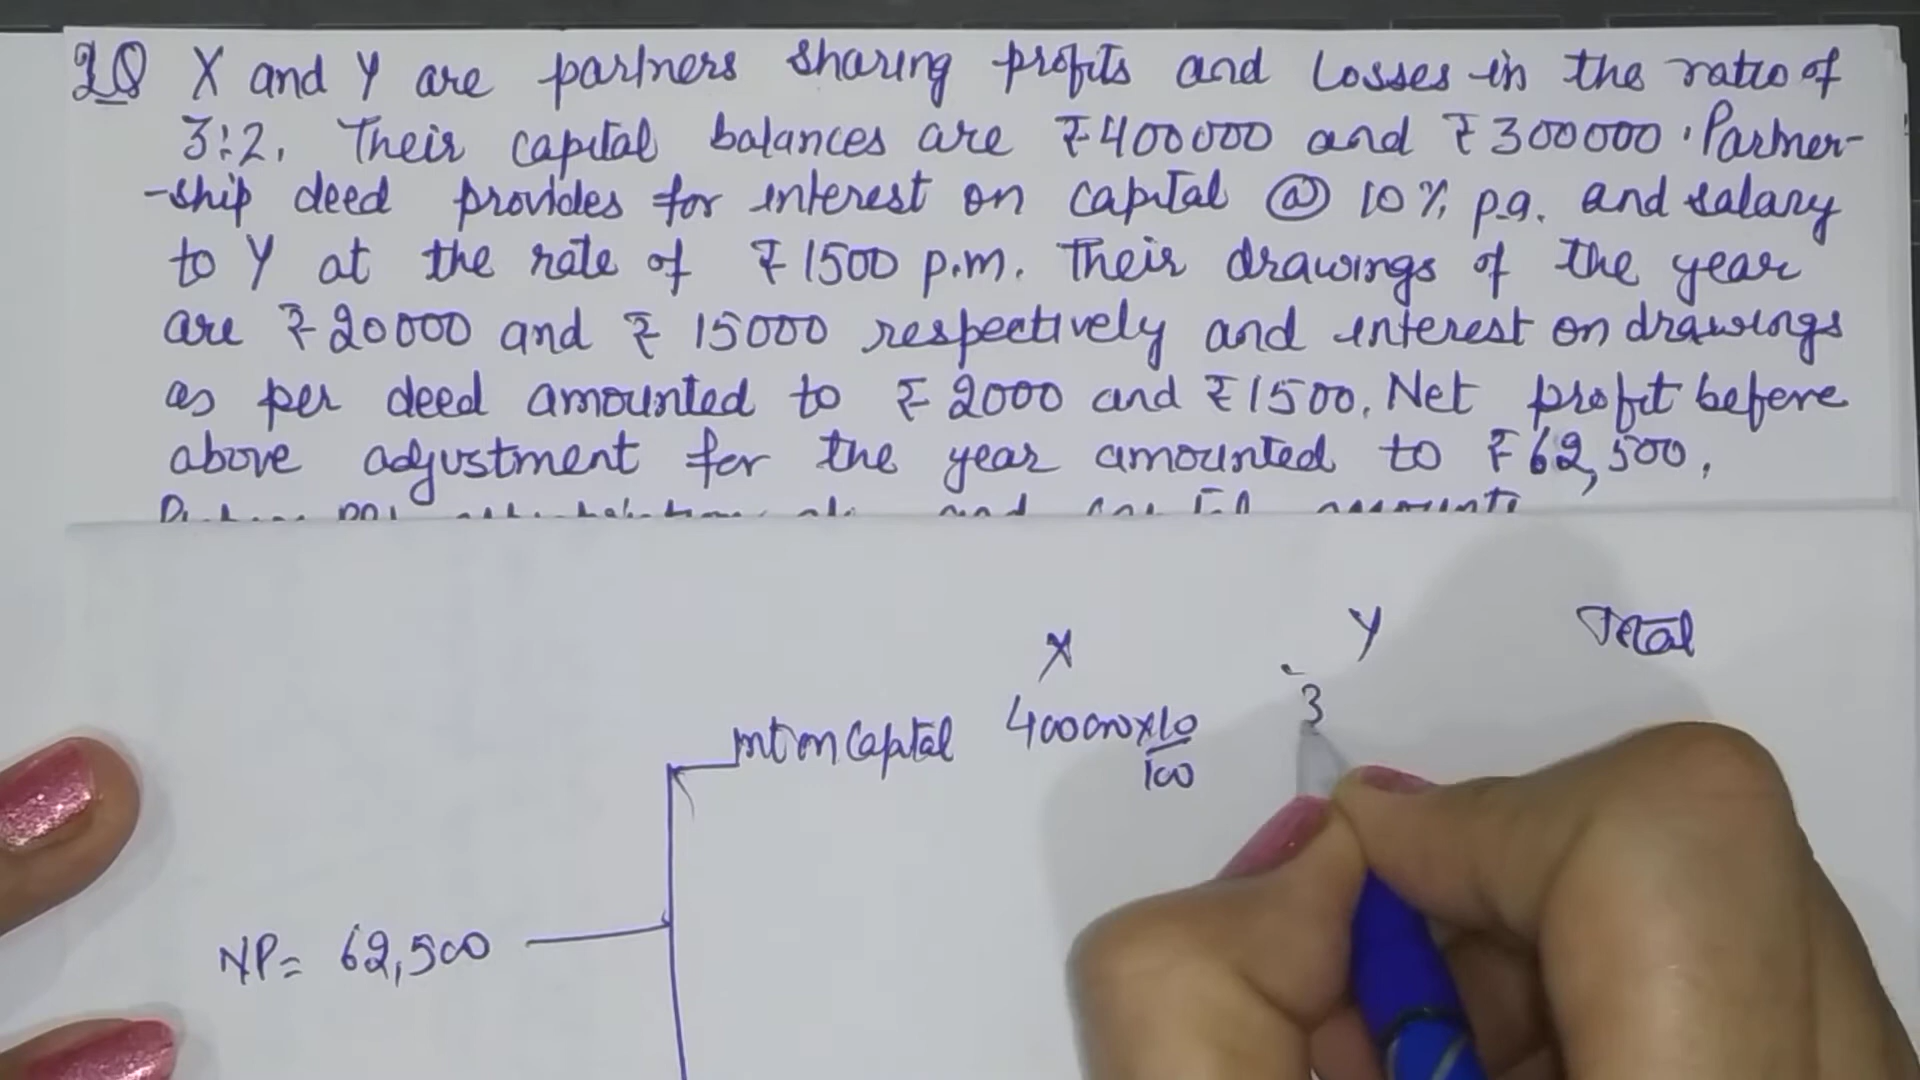 2Q X and Y are partners sharing profits and Losses in the ratio of
3:2. Their capital balances are ₹400000 and ₹300000. Partner-
-ship deed provides for interest on capital @ 10% p.a. and salary
to Y at the rate of ₹1500 p.m. Their drawings of the year
are ₹20000 and ₹ 15000 respectively and interest on drawings
as per deed amounted to ₹2000 and ₹1500. Net profit before
above adjustment for the year amounted to ₹62,500.
and capital accounts
X Y Total
Int on Capital 400000×10/100 3
NP= 62,500